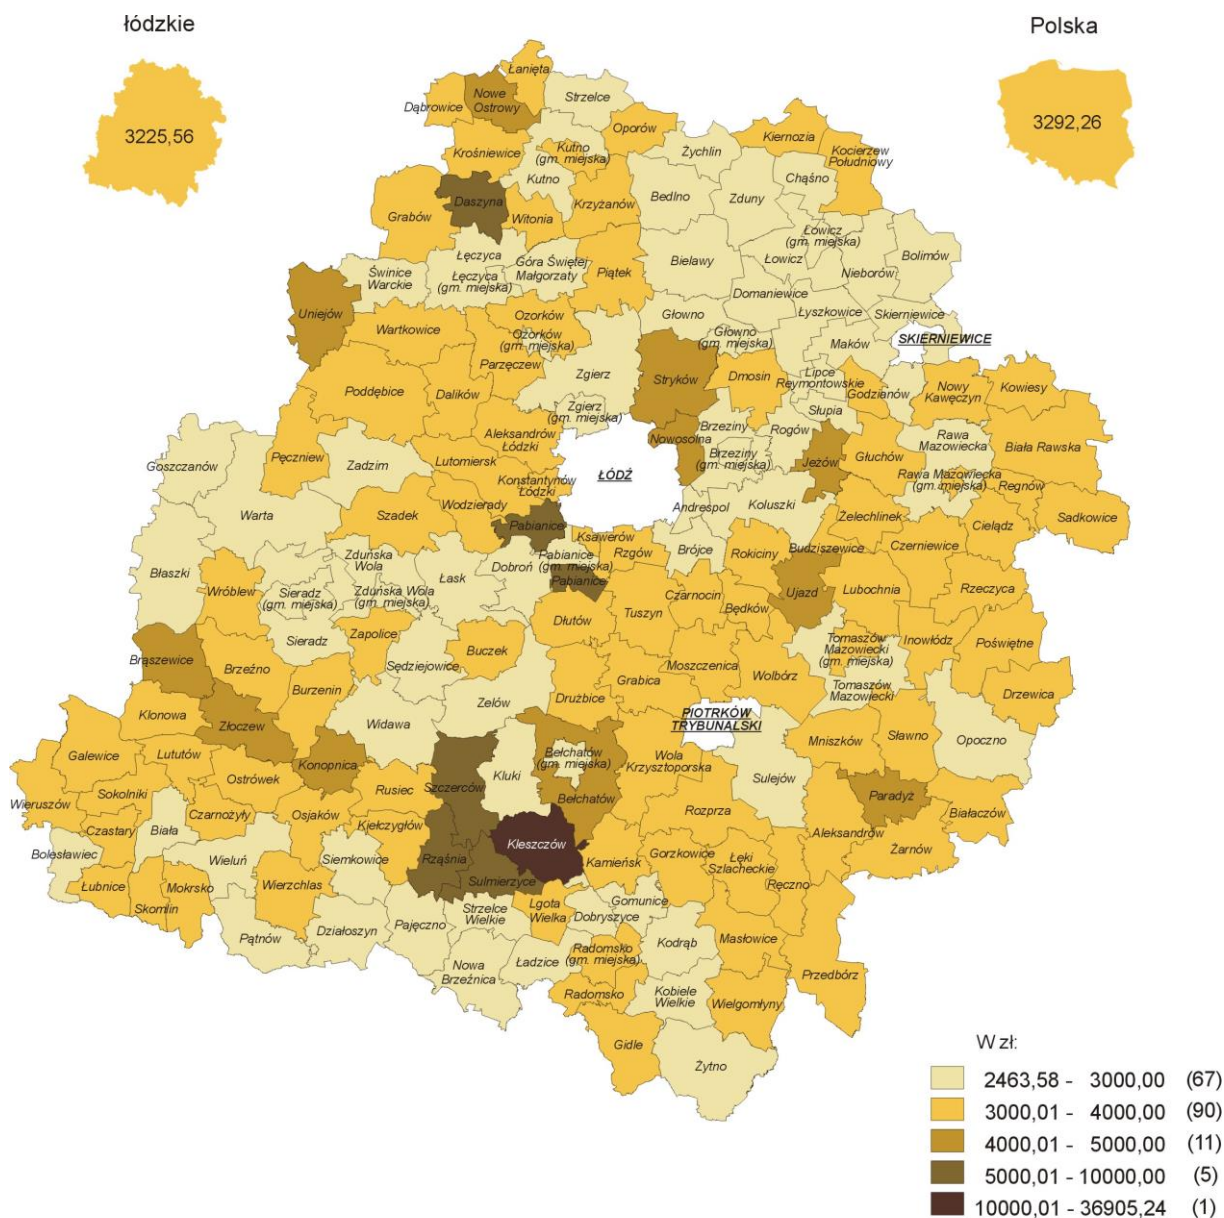 łódzkie
Polska
3225,56
3292,26
Łanięta
Nowe
Ostrowy
Dąbrowice
Strzelce
Oporów
Kiernozia
Kocierzew
Południowy
Krośniewice
Kutno
(gm. miejska)
Kutno
Żychlin
Chąśno
Bedlno
Zduny
Daszyna
Grabów
Witonia
Krzyżanów
Łowicz
(gm. miejska)
Łowicz
Nieborów
Bolimów
Łęczyca
Łęczyca
(gm. miejska)
Góra Świętej
Małgorzaty
Piątek
Bielawy
Świnice
Warckie
Domaniewice
Łyszkowice
Skierniewice
SKIERNIEWICE
Uniejów
Wartkowice
Ozorków
Ozorków
(gm. miejska)
Głowno
Głowno
(gm. miejska)
Maków
Parzęczew
Zgierz
Stryków
Dmosin
Lipce
Reymontowskie
Godzianów
Nowy
Kawęczyn
Kowiesy
Poddębice
Dalików
Zgierz
(gm. miejska)
Słupia
Brzeziny
Rogów
Aleksandrów
Łódzki
Nowosolna
Brzeziny
(gm. miejska)
Jeżów
Głuchów
Rawa
Mazowiecka
Biała Rawska
Goszczanów
Pęczniew
Zadzim
Lutomiersk
ŁÓDŹ
Rawa Mazowiecka
(gm. miejska)
Regnów
Konstantynów
Łódzki
Wodzierady
Andrespol
Koluszki
Żelechlinek
Cielądz
Sadkowice
Warta
Szadek
Pabianice
Ksawerów
Rzgów
Brójce
Rokiciny
Budziszewice
Czerniewice
Błaszki
Zduńska
Wola
Dobroń
Pabianice
(gm. miejska)
Pabianice
Wróblew
Sieradz
(gm. miejska)
Zduńska Wola
(gm. miejska)
Łask
Czarnocin
Ujazd
Lubochnia
Rzeczyca
Będków
Tuszyn
Dłutów
Sieradz
Zapolice
Sędziejowice
Buczek
Tomaszów
Mazowiecki
(gm. miejska)
Inowłódz
Poświętne
Brąszewice
Brzeźno
Moszczenica
Wolbórz
Tomaszów
Mazowiecki
Drzewica
Burzenin
Grabica
Drużbice
Klonowa
Złoczew
Widawa
Zelów
PIOTRKÓW
TRYBUNALSKI
Mniszków
Sławno
Opoczno
Galewice
Lututów
Konopnica
Bełchatów
(gm. miejska)
Wola
Krzysztoporska
Sulejów
Ostrówek
Kluki
Sokolniki
Rusiec
Szczerców
Bełchatów
Paradyż
Wieruszów
Czarnożyły
Osjaków
Rozprza
Białaczów
Czastary
Biała
Kiełczygłów
Aleksandrów
Bolesławiec
Wieluń
Siemkowice
Rząśnia
Kleszczów
Kamieńsk
Gorzkowice
Łęki
Szlacheckie
Żarnów
Łubnice
Mokrsko
Wierzchlas
Sulmierzyce
Ręczno
Skomlin
Strzelce
Wielkie
Lgota
Wielka
Gomunice
Dobryszyce
Pątnów
Działoszyn
Pajęczno
Kodrąb
Masłowice
Nowa
Brzeźnica
Ładzice
Radomsko
(gm. miejska)
Przedbórz
Radomsko
Kobiele
Wielkie
Wielgomłyny
Gidle
Żytno
W zł:
2463,58 - 3000,00 (67)
3000,01 - 4000,00 (90)
4000,01 - 5000,00 (11)
5000,01 - 10000,00 (5)
10000,01 - 36905,24 (1)